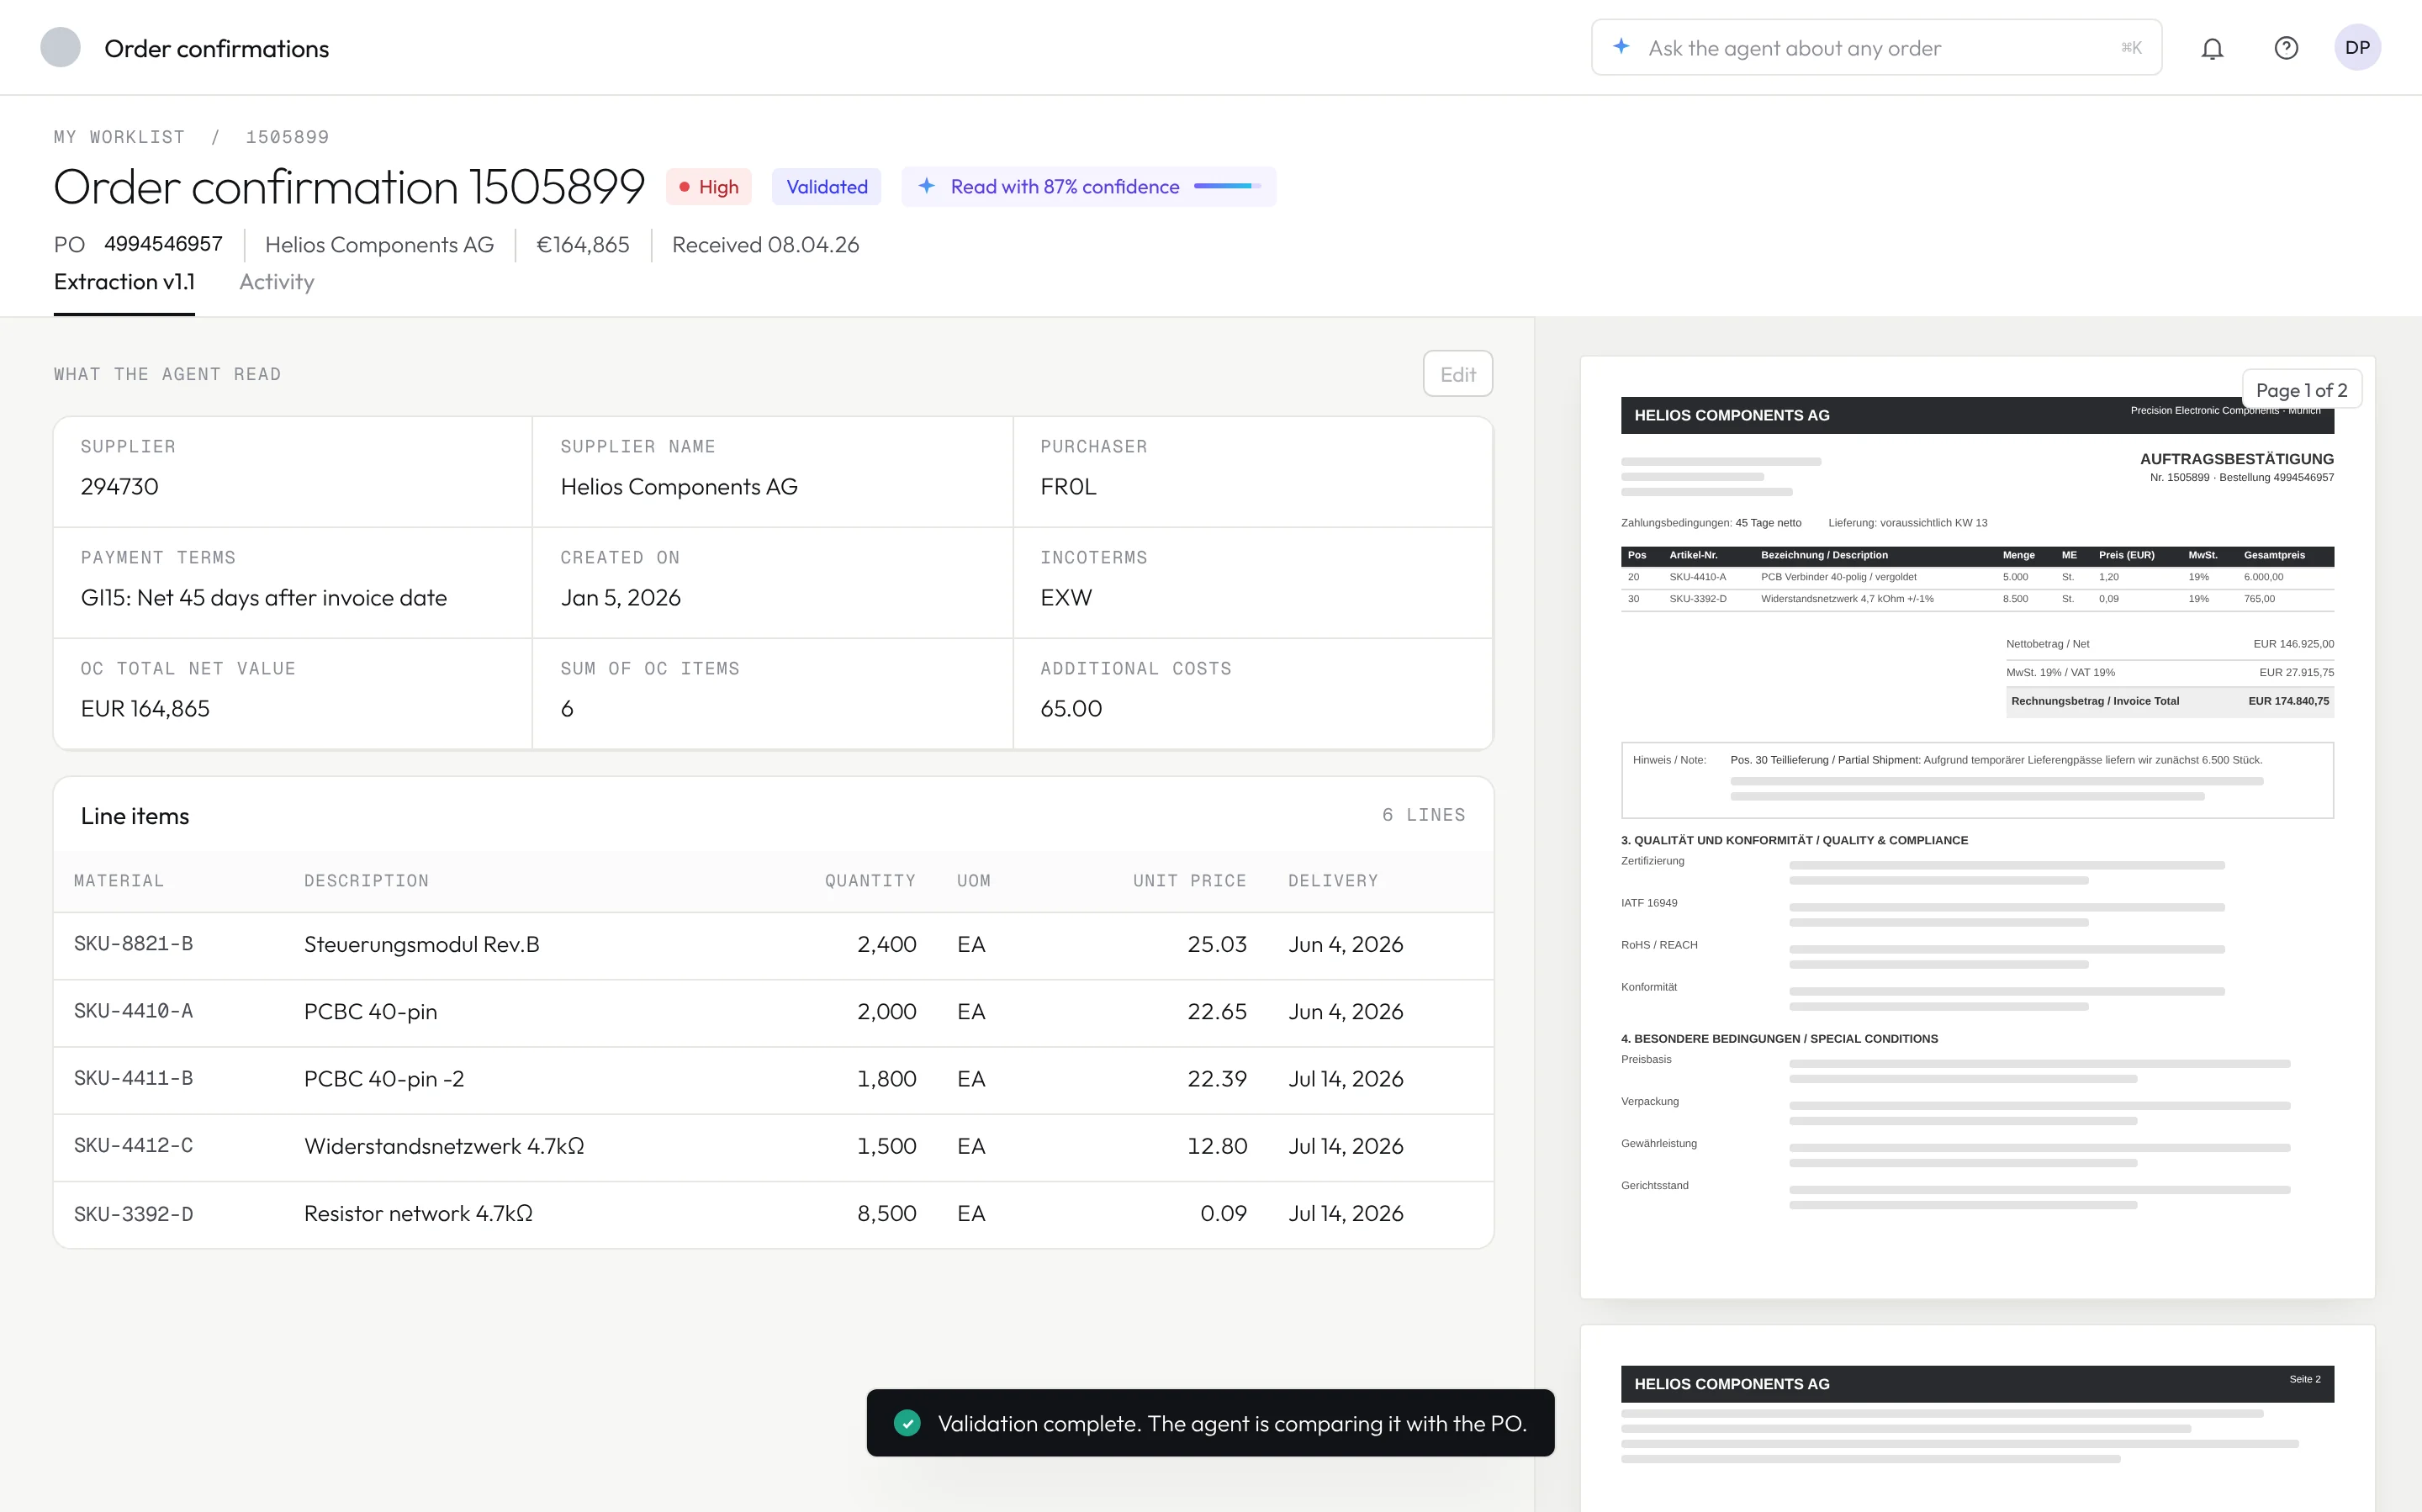 Order confirmations
Ask the agent about any order ⌘K
DP
MY WORKLIST / 1505899
Order confirmation 1505899 High Validated Read with 87% confidence
PO 4994546957 Helios Components AG €164,865 Received 08.04.26
Extraction v1.1 Activity
WHAT THE AGENT READ Edit
SUPPLIER SUPPLIER NAME PURCHASER
294730 Helios Components AG FR0L
PAYMENT TERMS CREATED ON INCOTERMS
GI15: Net 45 days after invoice date Jan 5, 2026 EXW
OC TOTAL NET VALUE SUM OF OC ITEMS ADDITIONAL COSTS
EUR 164,865 6 65.00
Line items 6 LINES
MATERIAL DESCRIPTION QUANTITY UOM UNIT PRICE DELIVERY
SKU-8821-B Steuerungsmodul Rev.B 2,400 EA 25.03 Jun 4, 2026
SKU-4410-A PCBC 40-pin 2,000 EA 22.65 Jun 4, 2026
SKU-4411-B PCBC 40-pin -2 1,800 EA 22.39 Jul 14, 2026
SKU-4412-C Widerstandsnetzwerk 4.7kΩ 1,500 EA 12.80 Jul 14, 2026
SKU-3392-D Resistor network 4.7kΩ 8,500 EA 0.09 Jul 14, 2026
Validation complete. The agent is comparing it with the PO.
Page 1 of 2
HELIOS COMPONENTS AG Precision Electronic Components · Munich
AUFTRAGSBESTÄTIGUNG
Nr. 1505899 · Bestellung 4994546957
Zahlungsbedingungen: 45 Tage netto Lieferung: voraussichtlich KW 13
Pos Artikel-Nr. Bezeichnung / Description Menge ME Preis (EUR) MwSt. Gesamtpreis
20 SKU-4410-A PCB Verbinder 40-polig / vergoldet 5.000 St. 1,20 19% 6.000,00
30 SKU-3392-D Widerstandsnetzwerk 4,7 kOhm +/-1% 8.500 St. 0,09 19% 765,00
Nettobetrag / Net EUR 146.925,00
MwSt. 19% / VAT 19% EUR 27.915,75
Rechnungsbetrag / Invoice Total EUR 174.840,75
Hinweis / Note: Pos. 30 Teillieferung / Partial Shipment: Aufgrund temporärer Lieferengpässe liefern wir zunächst 6.500 Stück.
3. QUALITÄT UND KONFORMITÄT / QUALITY & COMPLIANCE
Zertifizierung
IATF 16949
RoHS / REACH
Konformität
4. BESONDERE BEDINGUNGEN / SPECIAL CONDITIONS
Preisbasis
Verpackung
Gewährleistung
Gerichtsstand
HELIOS COMPONENTS AG Seite 2